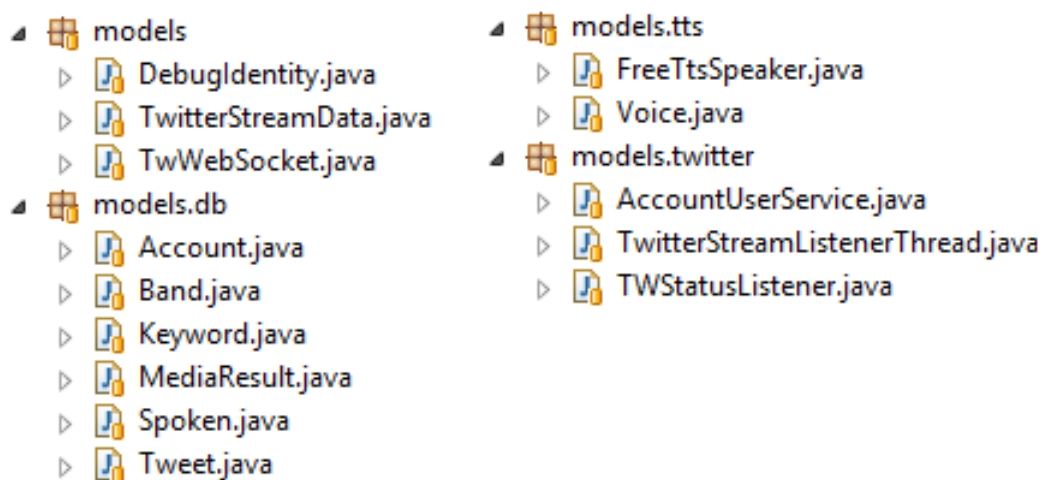 models
DebugIdentity.java
TwitterStreamData.java
TwWebSocket.java
models.db
Account.java
Band.java
Keyword.java
MediaResult.java
Spoken.java
Tweet.java
models.tts
FreeTtsSpeaker.java
Voice.java
models.twitter
AccountUserService.java
TwitterStreamListenerThread.java
TWStatusListener.java